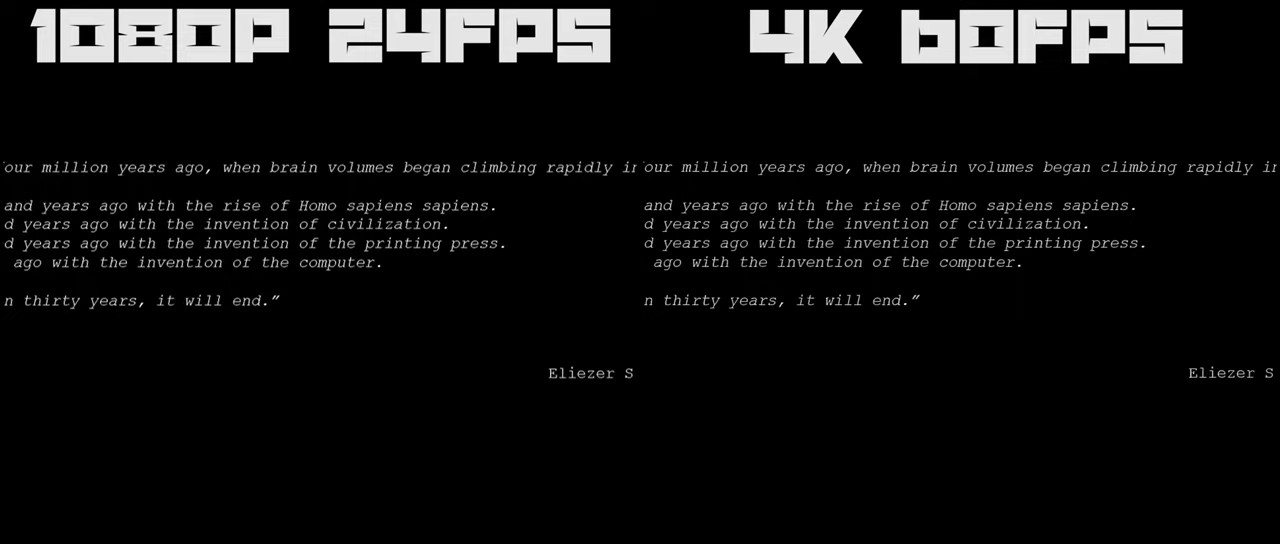 1080P 24FPS
4K 60FPS
our million years ago, when brain volumes began climbing rapidly in
and years ago with the rise of Homo sapiens sapiens.
d years ago with the invention of civilization.
d years ago with the invention of the printing press.
ago with the invention of the computer.
n thirty years, it will end.”
Eliezer S
our million years ago, when brain volumes began climbing rapidly in
and years ago with the rise of Homo sapiens sapiens.
d years ago with the invention of civilization.
d years ago with the invention of the printing press.
ago with the invention of the computer.
n thirty years, it will end.”
Eliezer S